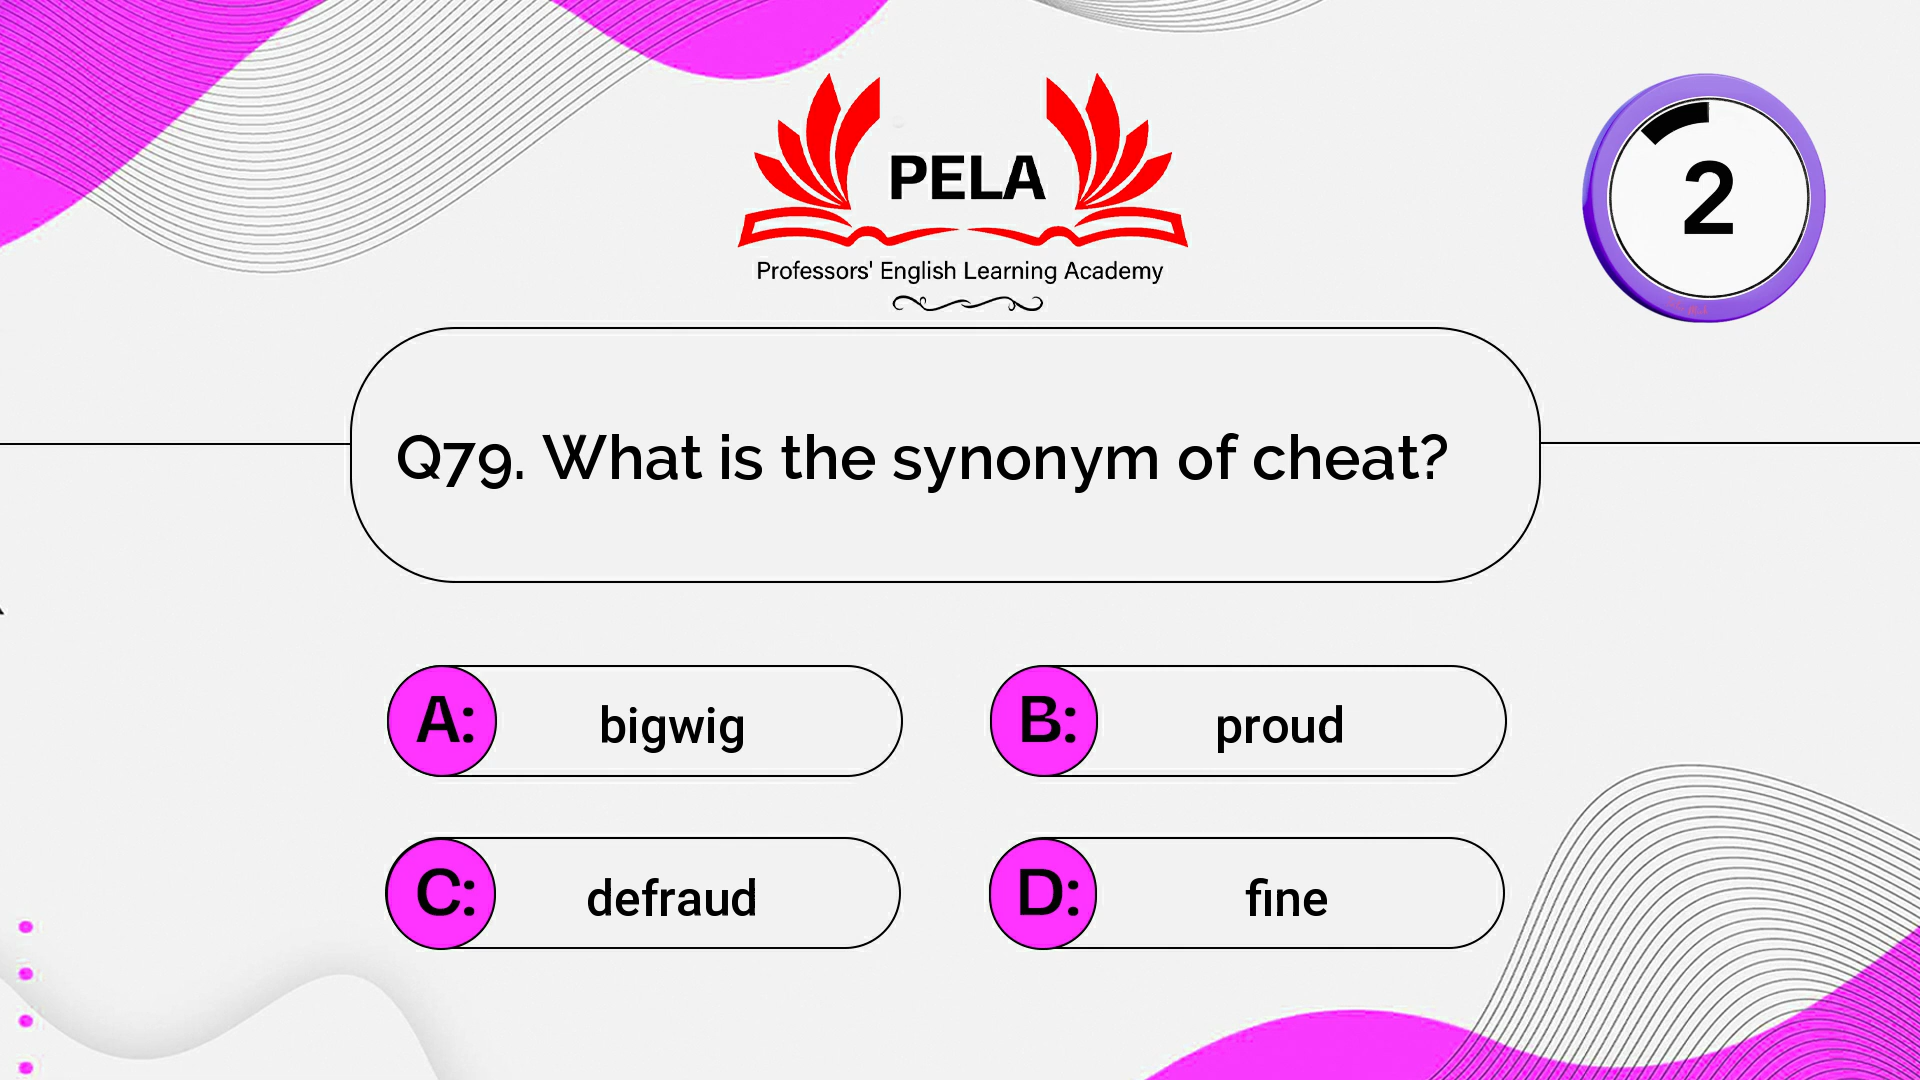 PELA
Professors' English Learning Academy
2
Q79. What is the synonym of cheat?
A: bigwig
B: proud
C: defraud
D: fine